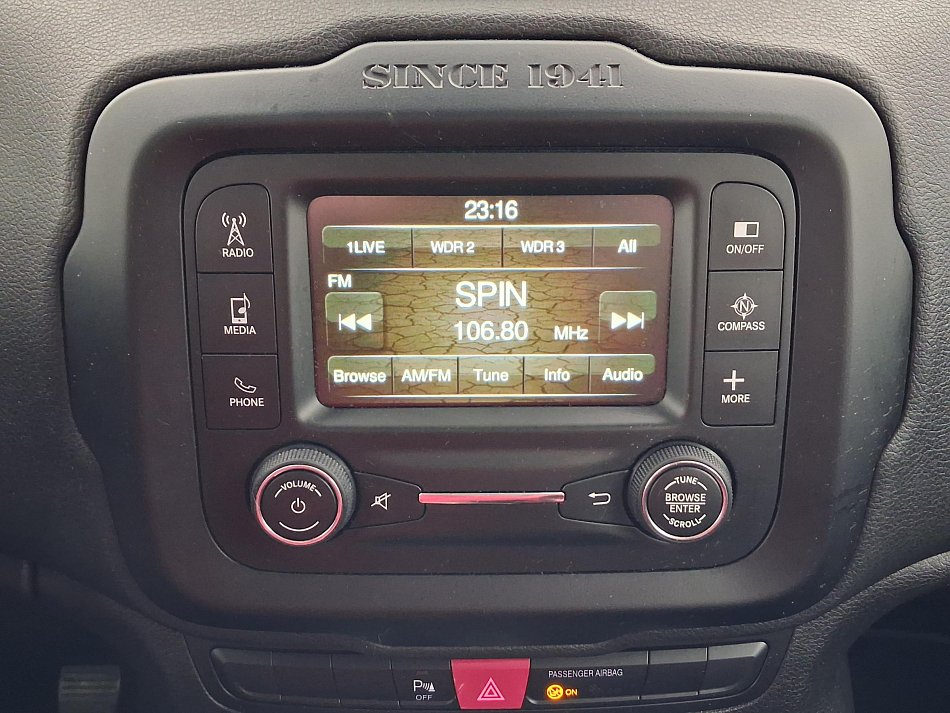 SINCE 1941
23:16
1LIVE WDR 2 WDR 3 All
FM
SPIN
106.80 MHz
Browse AM/FM Tune Info Audio
RADIO
MEDIA
PHONE
ON/OFF
N
COMPASS
MORE
VOLUME
TUNE
BROWSE
ENTER
SCROLL
P
OFF
PASSENGER AIRBAG
ON